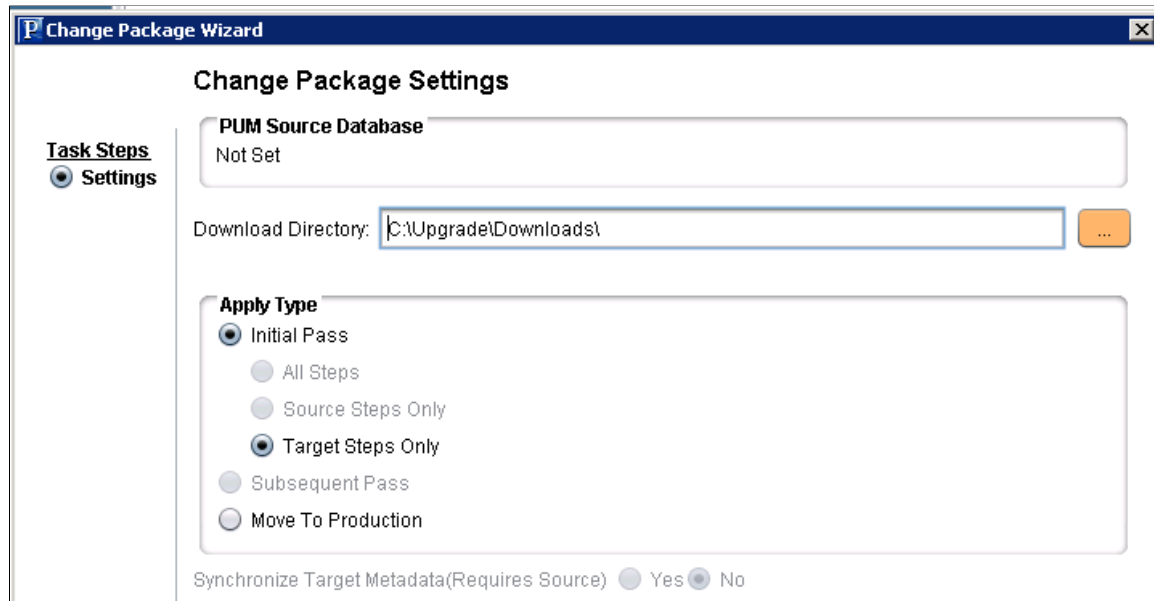 Change Package Wizard
Change Package Settings
Task Steps
Settings
PUM Source Database
Not Set
Download Directory: C:\Upgrade\Downloads\ ...
Apply Type
Initial Pass
All Steps
Source Steps Only
Target Steps Only
Subsequent Pass
Move To Production
Synchronize Target Metadata(Requires Source) Yes No